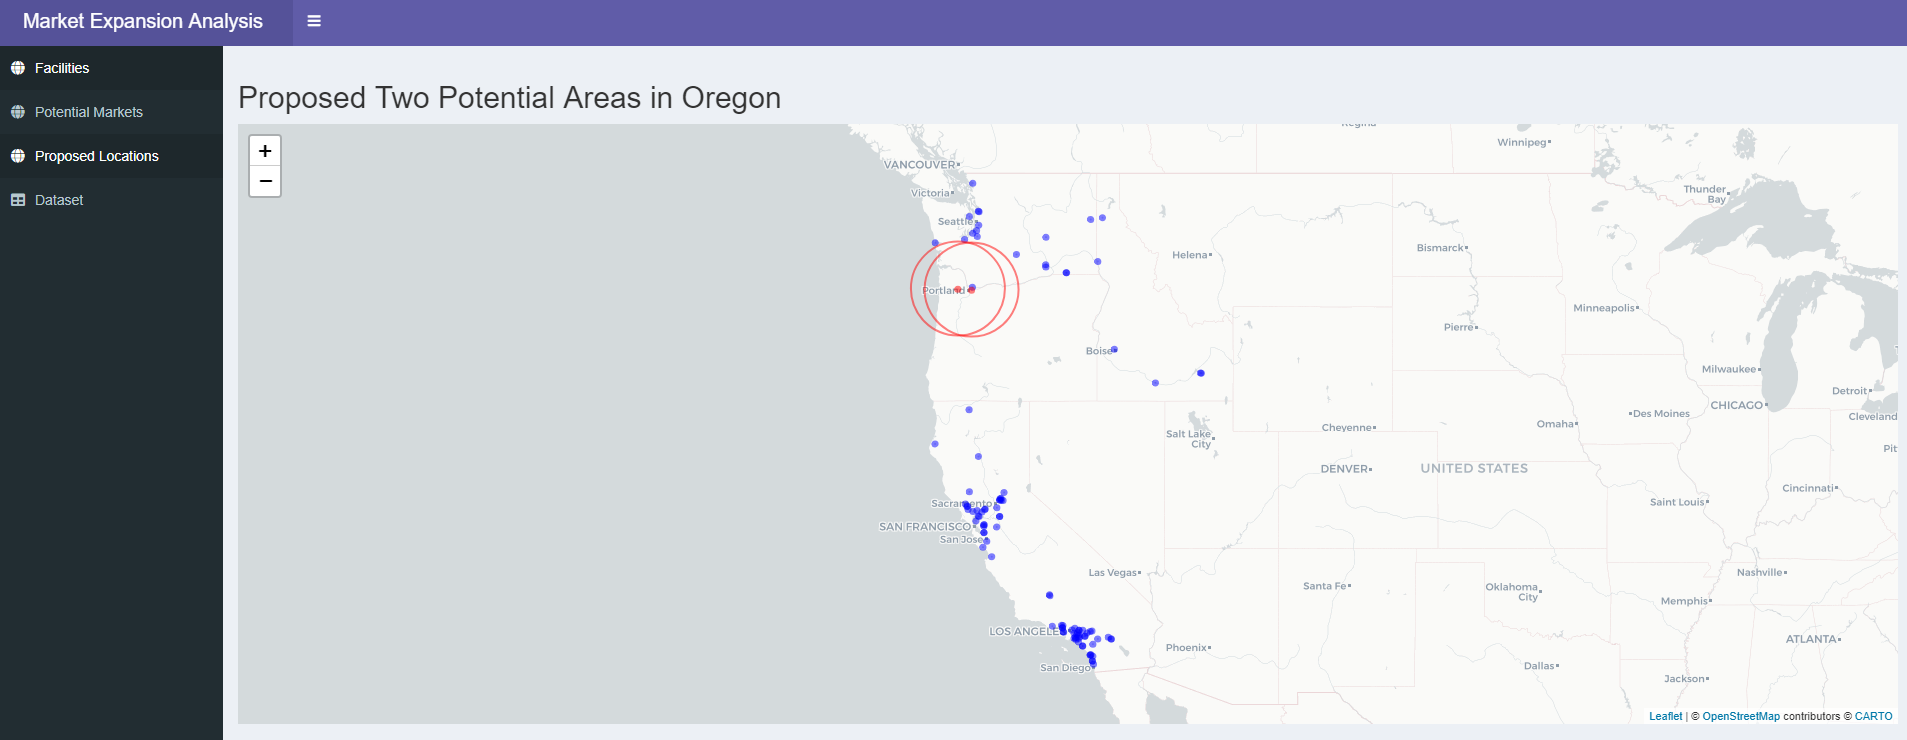 Market Expansion Analysis
Facilities
Potential Markets
Proposed Locations
Dataset
Proposed Two Potential Areas in Oregon
+
−
Regina
Winnipeg
VANCOUVER
Victoria
Thunder
Bay
Seattle
Bismarck
Helena
Portland
Minneapolis
Pierre
Boise
Milwaukee
Detroit
CHICAGO
Des Moines
Cleveland
Salt Lake
City
Cheyenne
Omaha
Pit
DENVER
UNITED STATES
Cincinnati
Sacramento
Saint Louis
SAN FRANCISCO
San Jose
Las Vegas
Nashville
Santa Fe
Oklahoma
City
Memphis
LOS ANGELE
ATLANTA
Phoenix
San Diego
Dallas
Jackson
Leaflet | © OpenStreetMap contributors © CARTO